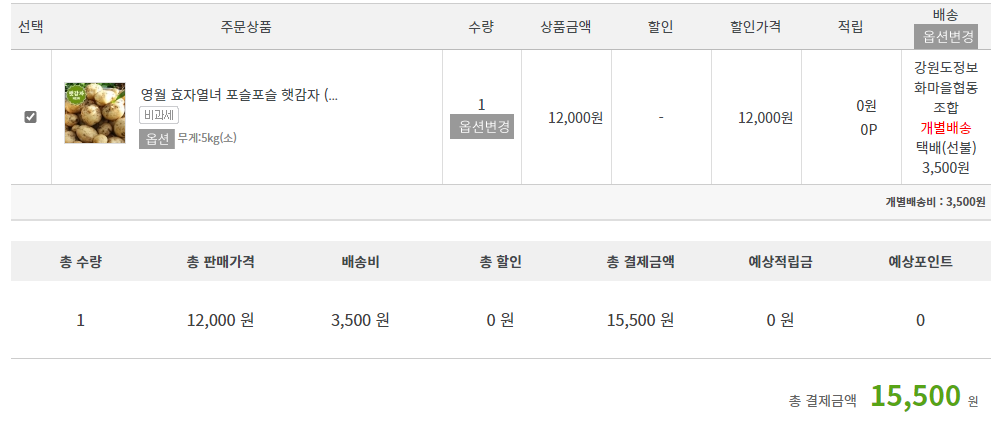 선택 주문상품 수량 상품금액 할인 할인가격 적립 배송
옵션변경
햇감자
영월 효자열녀 포슬포슬 햇감자 (...
비과세
옵션 무게:5kg(소)
1
옵션변경
12,000원
-
12,000원
0원
0P
강원도정보
화마을협동
조합
개별배송
택배(선불)
3,500원
개별배송비 : 3,500원
총 수량 총 판매가격 배송비 총 할인 총 결제금액 예상적립금 예상포인트
1 12,000 원 3,500 원 0 원 15,500 원 0 원 0
총 결제금액 15,500 원